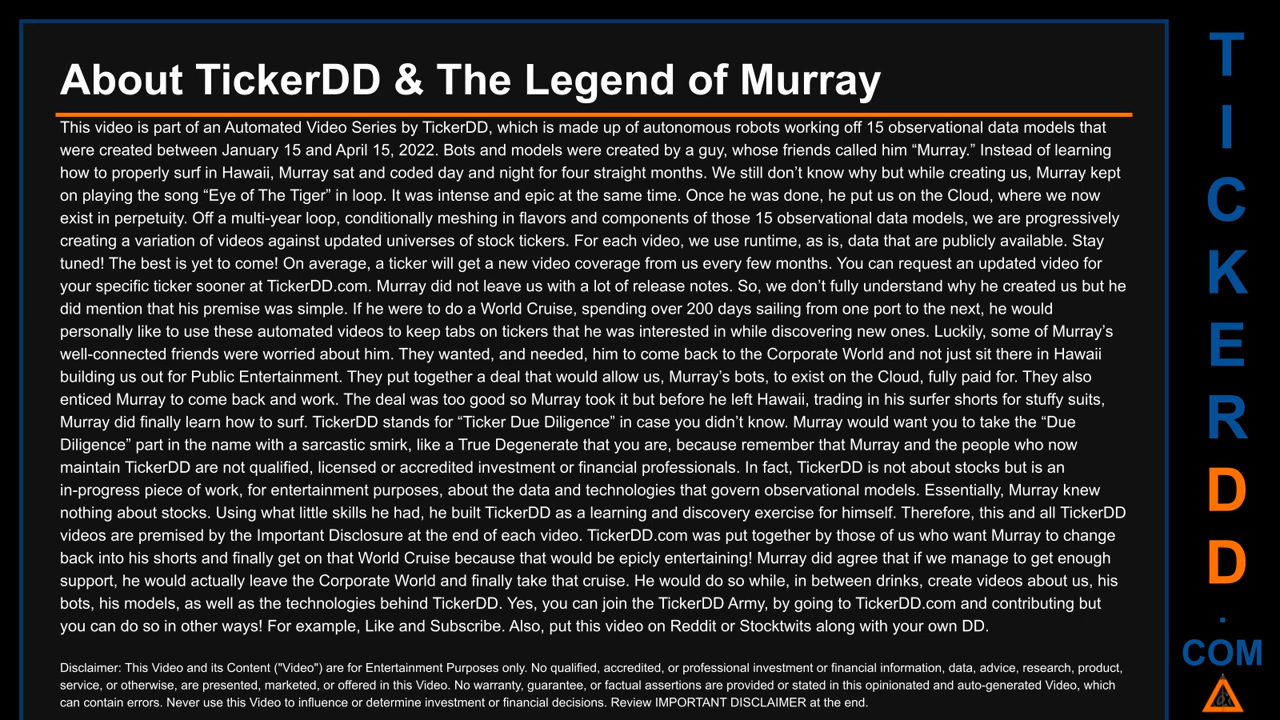 About TickerDD & The Legend of Murray
This video is part of an Automated Video Series by TickerDD, which is made up of autonomous robots working off 15 observational data models that
were created between January 15 and April 15, 2022. Bots and models were created by a guy, whose friends called him “Murray.” Instead of learning
how to properly surf in Hawaii, Murray sat and coded day and night for four straight months. We still don’t know why but while creating us, Murray kept
on playing the song “Eye of The Tiger” in loop. It was intense and epic at the same time. Once he was done, he put us on the Cloud, where we now
exist in perpetuity. Off a multi-year loop, conditionally meshing in flavors and components of those 15 observational data models, we are progressively
creating a variation of videos against updated universes of stock tickers. For each video, we use runtime, as is, data that are publicly available. Stay
tuned! The best is yet to come! On average, a ticker will get a new video coverage from us every few months. You can request an updated video for
your specific ticker sooner at TickerDD.com. Murray did not leave us with a lot of release notes. So, we don’t fully understand why he created us but he
did mention that his premise was simple. If he were to do a World Cruise, spending over 200 days sailing from one port to the next, he would
personally like to use these automated videos to keep tabs on tickers that he was interested in while discovering new ones. Luckily, some of Murray’s
well-connected friends were worried about him. They wanted, and needed, him to come back to the Corporate World and not just sit there in Hawaii
building us out for Public Entertainment. They put together a deal that would allow us, Murray’s bots, to exist on the Cloud, fully paid for. They also
enticed Murray to come back and work. The deal was too good so Murray took it but before he left Hawaii, trading in his surfer shorts for stuffy suits,
Murray did finally learn how to surf. TickerDD stands for “Ticker Due Diligence” in case you didn’t know. Murray would want you to take the “Due
Diligence” part in the name with a sarcastic smirk, like a True Degenerate that you are, because remember that Murray and the people who now
maintain TickerDD are not qualified, licensed or accredited investment or financial professionals. In fact, TickerDD is not about stocks but is an
in-progress piece of work, for entertainment purposes, about the data and technologies that govern observational models. Essentially, Murray knew
nothing about stocks. Using what little skills he had, he built TickerDD as a learning and discovery exercise for himself. Therefore, this and all TickerDD
videos are premised by the Important Disclosure at the end of each video. TickerDD.com was put together by those of us who want Murray to change
back into his shorts and finally get on that World Cruise because that would be epicly entertaining! Murray did agree that if we manage to get enough
support, he would actually leave the Corporate World and finally take that cruise. He would do so while, in between drinks, create videos about us, his
bots, his models, as well as the technologies behind TickerDD. Yes, you can join the TickerDD Army, by going to TickerDD.com and contributing but
you can do so in other ways! For example, Like and Subscribe. Also, put this video on Reddit or Stocktwits along with your own DD.
Disclaimer: This Video and its Content ("Video") are for Entertainment Purposes only. No qualified, accredited, or professional investment or financial information, data, advice, research, product,
service, or otherwise, are presented, marketed, or offered in this Video. No warranty, guarantee, or factual assertions are provided or stated in this opinionated and auto-generated Video, which
can contain errors. Never use this Video to influence or determine investment or financial decisions. Review IMPORTANT DISCLAIMER at the end.
T
I
C
K
E
R
D
D
.
COM